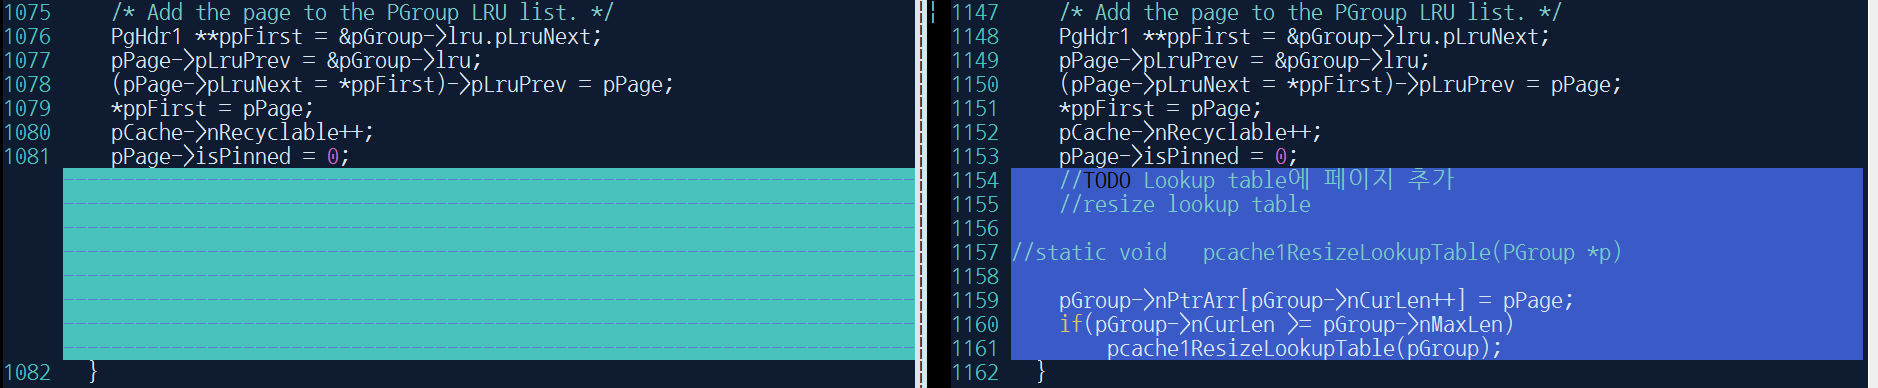 1075     /* Add the page to the PGroup LRU list. */
1076     PgHdr1 **ppFirst = &pGroup->lru.pLruNext;
1077     pPage->pLruPrev = &pGroup->lru;
1078     (pPage->pLruNext = *ppFirst)->pLruPrev = pPage;
1079     *ppFirst = pPage;
1080     pCache->nRecyclable++;
1081     pPage->isPinned = 0;
1082   }
1147     /* Add the page to the PGroup LRU list. */
1148     PgHdr1 **ppFirst = &pGroup->lru.pLruNext;
1149     pPage->pLruPrev = &pGroup->lru;
1150     (pPage->pLruNext = *ppFirst)->pLruPrev = pPage;
1151     *ppFirst = pPage;
1152     pCache->nRecyclable++;
1153     pPage->isPinned = 0;
1154     //TODO Lookup table에 페이지 추가
1155     //resize lookup table
1156
1157 //static void   pcache1ResizeLookupTable(PGroup *p)
1158
1159     pGroup->nPtrArr[pGroup->nCurLen++] = pPage;
1160     if(pGroup->nCurLen >= pGroup->nMaxLen)
1161         pcache1ResizeLookupTable(pGroup);
1162   }